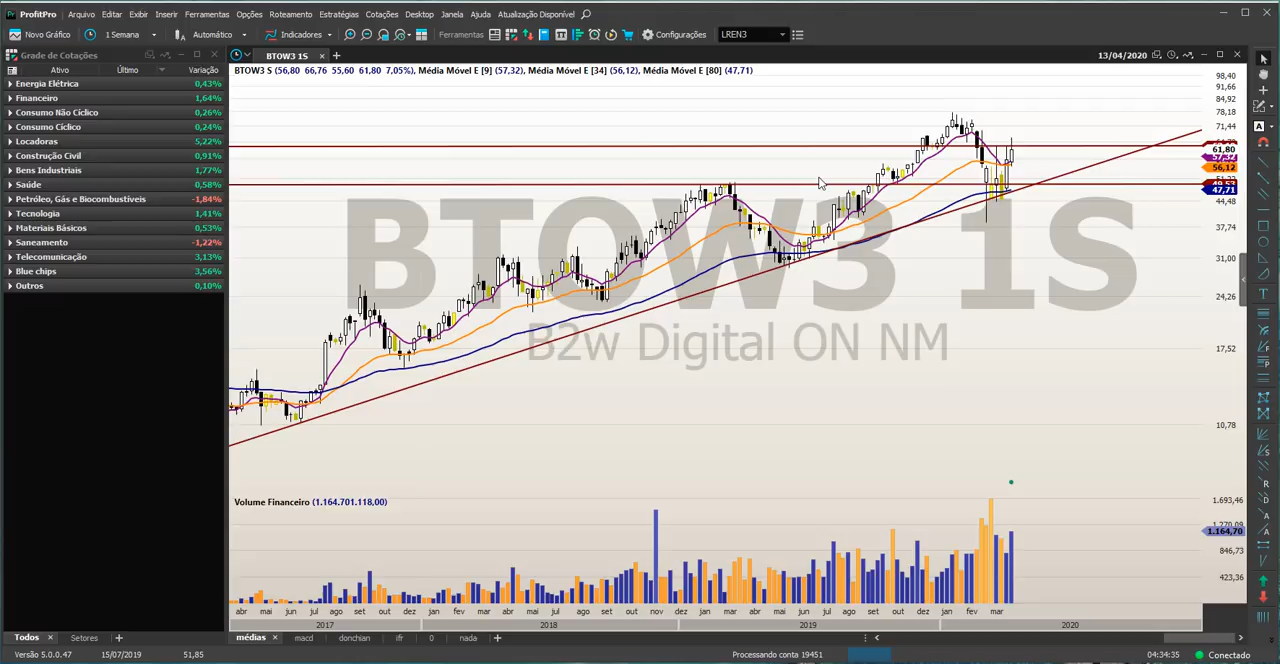 ProfitPro Arquivo Editar Exibir Inserir Ferramentas Opções Roteamento Estratégias Cotações Desktop Janela Ajuda Atualização Disponível
Novo Gráfico 1 Semana Automático Indicadores Ferramentas Configurações LREN3
Grade de Cotações
Ativo Último Variação
Energia Elétrica 0,43%
Financeiro 1,64%
Consumo Não Cíclico 0,26%
Consumo Cíclico 0,24%
Locadoras 5,22%
Construção Civil 0,91%
Bens Industriais 1,77%
Saúde 0,58%
Petróleo, Gás e Biocombustíveis -1,84%
Tecnologia 1,41%
Materiais Básicos 0,53%
Saneamento -1,22%
Telecomunicação 3,13%
Blue chips 3,56%
Outros 0,10%
Todos Setores
Versão 5.0.0.47 15/07/2019 51,85
BTOW3 1S 13/04/2020
BTOW3 S (56,80 66,76 55,60 61,80 7,05%), Média Móvel E [9] (57,32), Média Móvel E [34] (56,12), Média Móvel E [80] (47,71)
BTOW3 1S
B2w Digital ON NM
98,40
91,66
84,92
78,18
71,44
61,80
57,32
56,12
47,71
44,48
37,74
31,00
24,26
17,52
10,78
Volume Financeiro (1.164.701.118,00)
1.693,46
1.270,09
1.164,70
846,73
423,36
abr mai jun jul ago set out dez jan fev mar abr mai jun jul ago set out nov dez jan fev mar abr mai jun jul ago set out dez jan fev mar
2017 2018 2019 2020
médias macd donchian ifr 0 nada
Processando conta 19451 04:34:35 Conectado